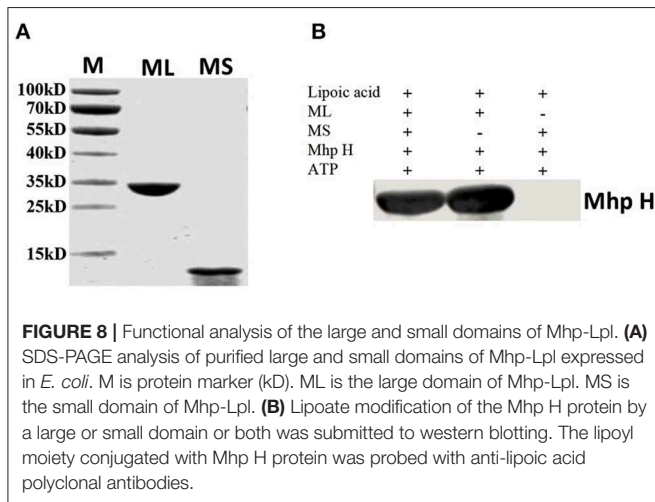 A
M ML MS
100kD
70kD
55kD
40kD
35kD
25kD
15kD
B
Lipoic acid + + +
ML + + -
MS + - +
Mhp H + + +
ATP + + +
Mhp H
FIGURE 8 | Functional analysis of the large and small domains of Mhp-Lpl. (A)
SDS-PAGE analysis of purified large and small domains of Mhp-Lpl expressed
in E. coli. M is protein marker (kD). ML is the large domain of Mhp-Lpl. MS is
the small domain of Mhp-Lpl. (B) Lipoate modification of the Mhp H protein by
a large or small domain or both was submitted to western blotting. The lipoyl
moiety conjugated with Mhp H protein was probed with anti-lipoic acid
polyclonal antibodies.